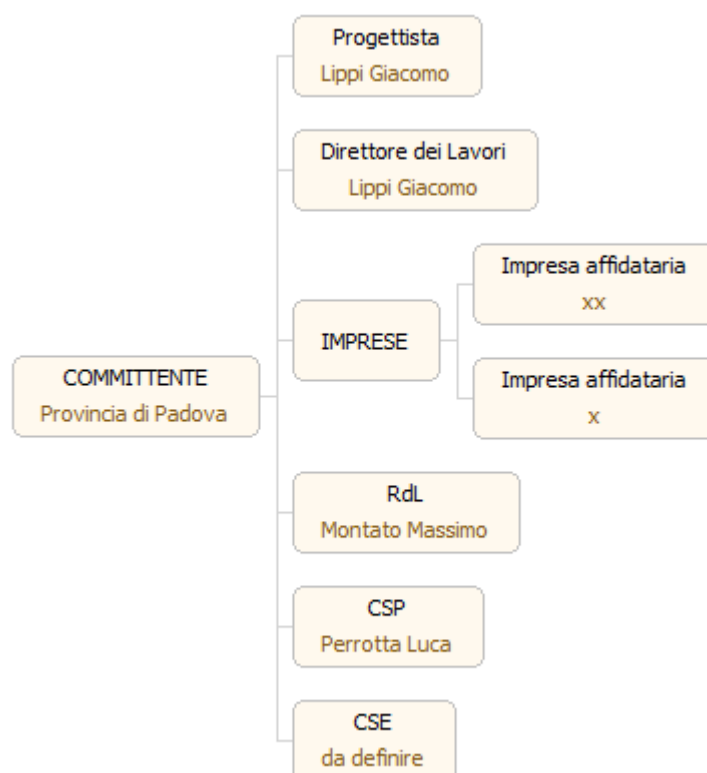 Progettista
Lippi Giacomo
Direttore dei Lavori
Lippi Giacomo
Impresa affidataria
xx
IMPRESE
COMMITTENTE
Provincia di Padova
Impresa affidataria
x
RdL
Montato Massimo
CSP
Perrotta Luca
CSE
da definire